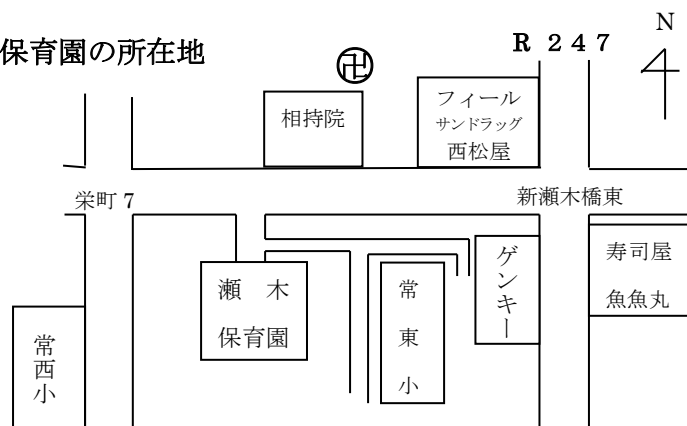 保育園の所在地
R 247
N
卍
相持院
フィール
サンドラッグ
西松屋
栄町 7
新瀬木橋東
瀬 木
保育園
常東小
ゲンキー
寿司屋
魚魚丸
常西小